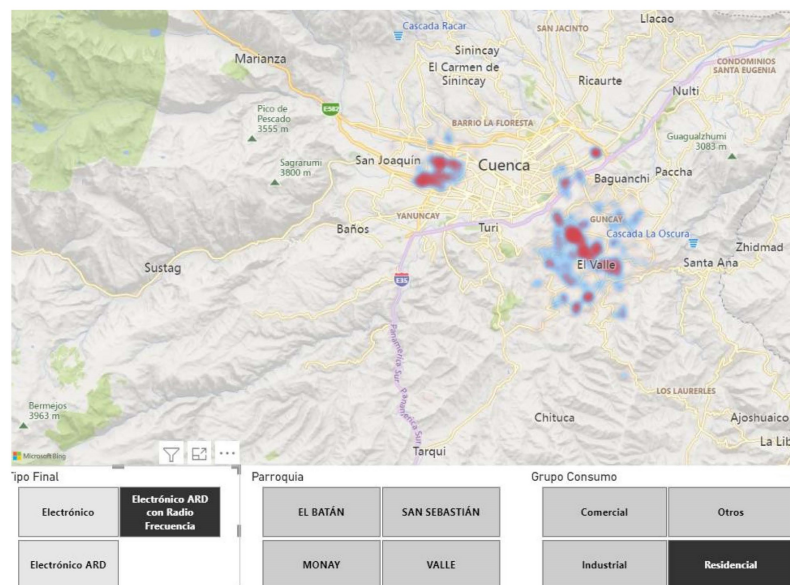 Cascada Racar
SAN JACINTO
Llacao
Sinincay
Marianza
El Carmen de
Sinincay
CONDOMINIOS
SANTA EUGENIA
Ricaurte
Nulti
E582
Pico de
Pescado
3555 m
BARRIO LA FLORESTA
Guagualzhumi
3083 m
San Joaquín
Cuenca
Sagrarumi
3800 m
Baguanchi
Paccha
YANUNCAY
GUNCAY
Baños
Turi
Cascada La Oscura
Zhidmad
Sustag
El Valle
Santa Ana
E35
Panamerica Sur
Panamerica Sur
LOS LAURERLES
Bermejos
3963 m
Chituca
Ajoshuaico
La Lib
Tarqui
Microsoft Bing
Tipo Final
Parroquia
Grupo Consumo
Electrónico
Electrónico ARD
con Radio
Frecuencia
EL BATÁN
SAN SEBASTIÁN
Comercial
Otros
Electrónico ARD
MONAY
VALLE
Industrial
Residencial